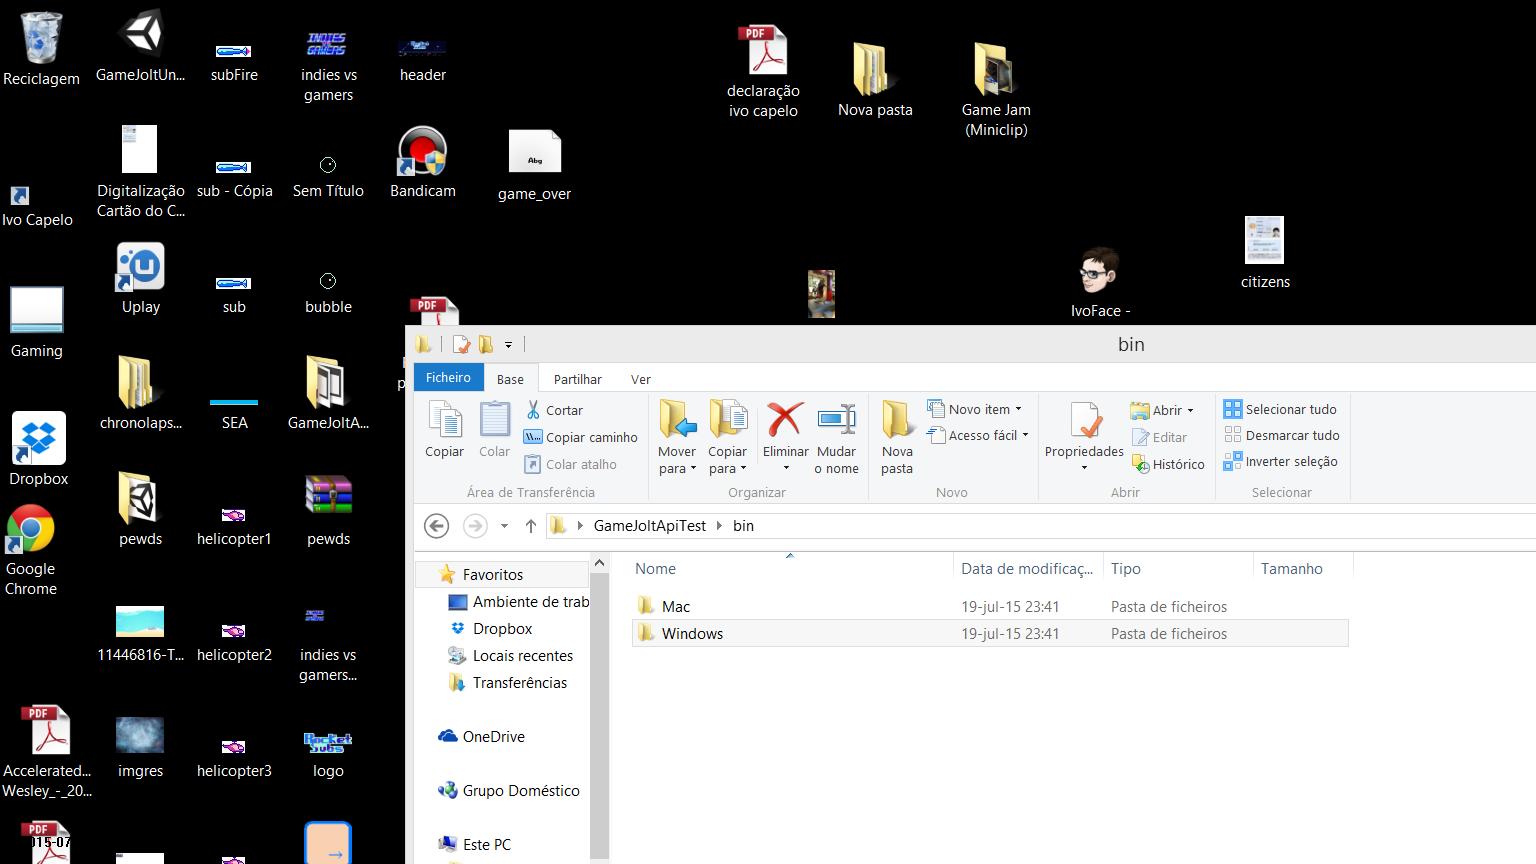 Reciclagem
GameJoltUn...
subFire
indies vs
gamers
header
PDF
declaração
ivo capelo
Nova pasta
Game Jam
(Miniclip)
Ivo Capelo
Digitalização
Cartão do C...
sub - Cópia
Sem Título
Bandicam
Abg
game_over
Gaming
Uplay
sub
bubble
PDF
IvoFace -
citizens
Dropbox
chronolaps...
SEA
GameJoltA...
Google
Chrome
pewds
helicopter1
pewds
11446816-T...
helicopter2
indies vs
gamers...
PDF
Accelerated...
Wesley_-_20...
imgres
helicopter3
Rocket
Subs
logo
PDF
015-07
bin
Ficheiro
Base
Partilhar
Ver
Copiar
Colar
Cortar
Copiar caminho
Colar atalho
Área de Transferência
Mover
para
Copiar
para
Eliminar
Mudar
o nome
Organizar
Nova
pasta
Novo item
Acesso fácil
Novo
Propriedades
Abrir
Editar
Histórico
Abrir
Selecionar tudo
Desmarcar tudo
Inverter seleção
Selecionar
GameJoltApiTest
bin
Favoritos
Ambiente de trab
Dropbox
Locais recentes
Transferências
OneDrive
Grupo Doméstico
Este PC
Nome
Data de modificaç...
Tipo
Tamanho
Mac
19-jul-15 23:41
Pasta de ficheiros
Windows
19-jul-15 23:41
Pasta de ficheiros